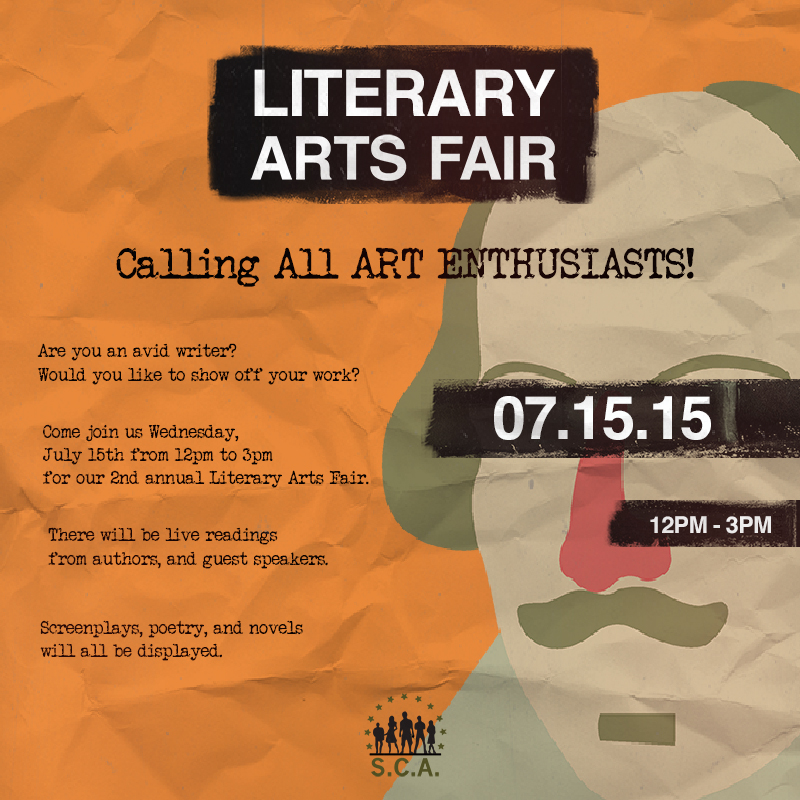 LITERARY
ARTS FAIR
Calling All ART ENTHUSIASTS!
Are you an avid writer?
Would you like to show off your work?
07.15.15
Come join us Wednesday,
July 15th from 12pm to 3pm
for our 2nd annual Literary Arts Fair.
12PM - 3PM
There will be live readings
from authors, and guest speakers.
Screenplays, poetry, and novels
will all be displayed.
S.C.A.